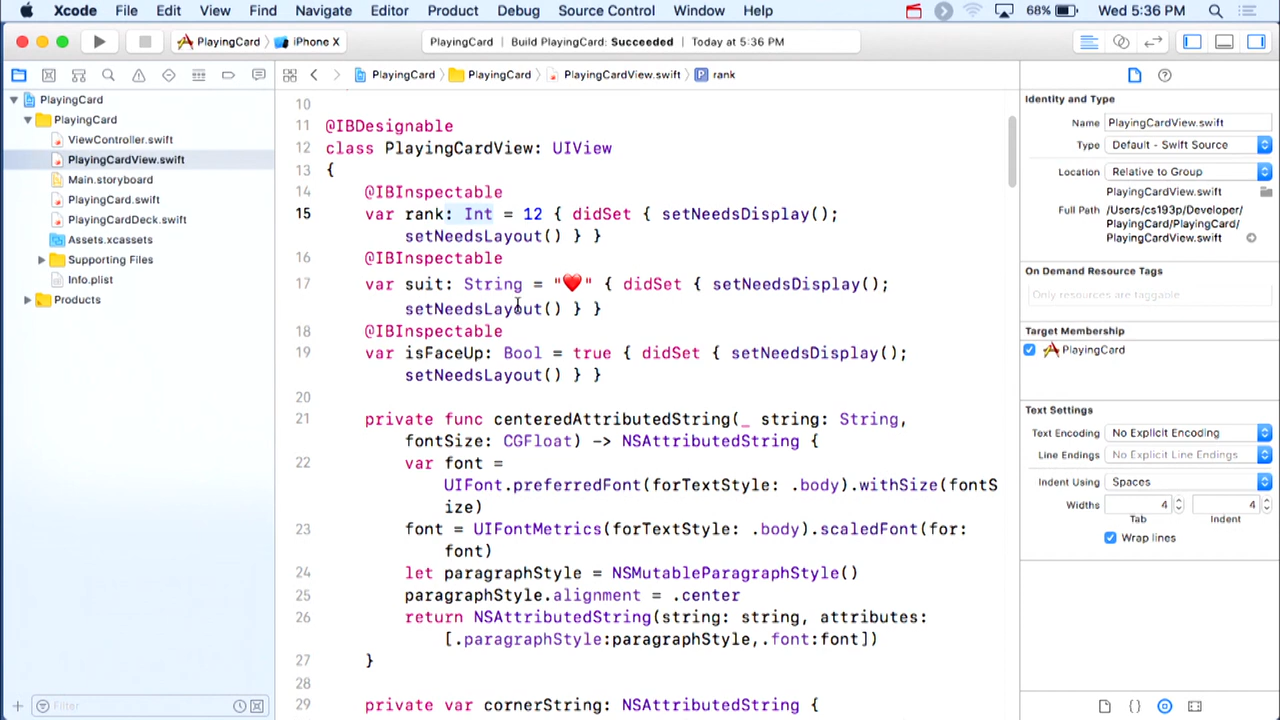 Xcode File Edit View Find Navigate Editor Product Debug Source Control Window Help 68% Wed 5:36 PM
PlayingCard iPhone X PlayingCard Build PlayingCard: Succeeded Today at 5:36 PM
PlayingCard PlayingCard PlayingCardView.swift P rank
PlayingCard
PlayingCard
ViewController.swift
PlayingCardView.swift
Main.storyboard
PlayingCard.swift
PlayingCardDeck.swift
Assets.xcassets
Supporting Files
Info.plist
Products
Filter
10
11 @IBDesignable
12 class PlayingCardView: UIView
13 {
14 @IBInspectable
15 var rank: Int = 12 { didSet { setNeedsDisplay();
setNeedsLayout() } }
16 @IBInspectable
17 var suit: String = "❤️" { didSet { setNeedsDisplay();
setNeedsLayout() } }
18 @IBInspectable
19 var isFaceUp: Bool = true { didSet { setNeedsDisplay();
setNeedsLayout() } }
20
21 private func centeredAttributedString(_ string: String,
fontSize: CGFloat) -> NSAttributedString {
22 var font =
UIFont.preferredFont(forTextStyle: .body).withSize(fontS
ize)
23 font = UIFontMetrics(forTextStyle: .body).scaledFont(for:
font)
24 let paragraphStyle = NSMutableParagraphStyle()
25 paragraphStyle.alignment = .center
26 return NSAttributedString(string: string, attributes:
[.paragraphStyle:paragraphStyle,.font:font])
27 }
28
29 private var cornerString: NSAttributedString {
Identity and Type
Name PlayingCardView.swift
Type Default - Swift Source
Location Relative to Group
PlayingCardView.swift
Full Path /Users/cs193p/Developer/
PlayingCard/PlayingCard/
PlayingCardView.swift
On Demand Resource Tags
Only resources are taggable
Target Membership
PlayingCard
Text Settings
Text Encoding No Explicit Encoding
Line Endings No Explicit Line Endings
Indent Using Spaces
Widths 4 4
Tab Indent
Wrap lines